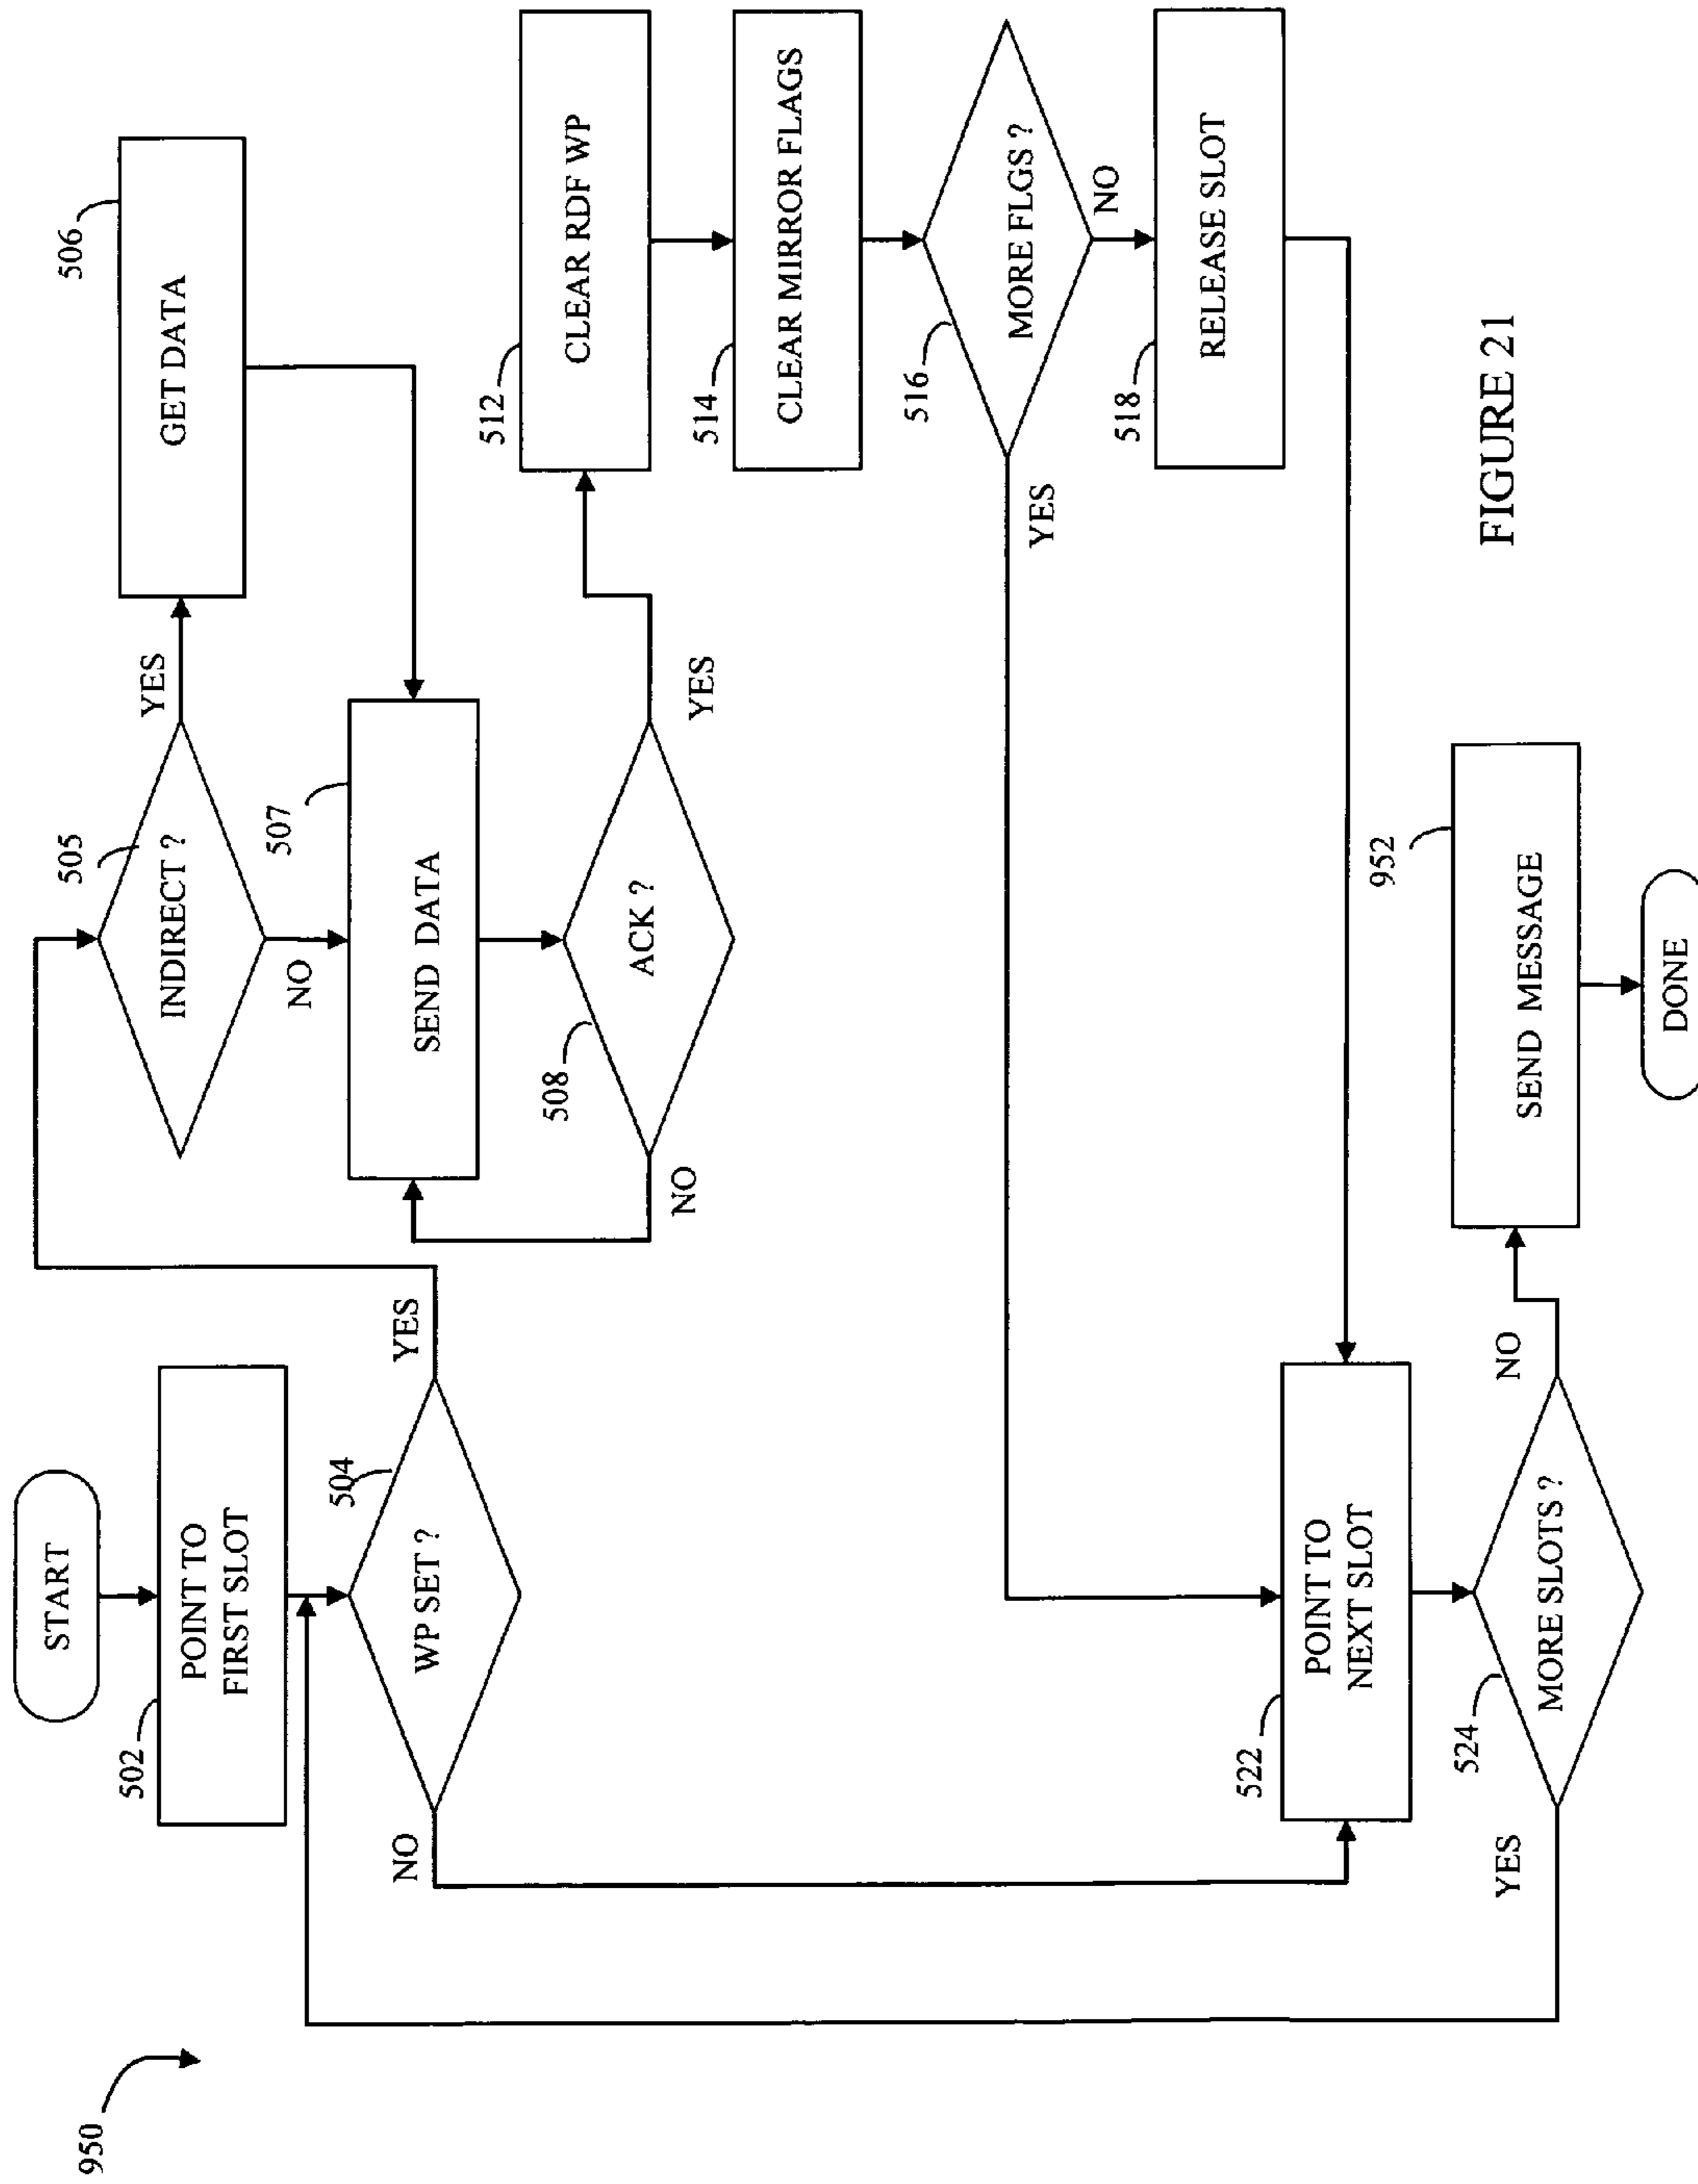 950
START
502
POINT TO
FIRST SLOT
504
WP SET ?
YES
NO
505
INDIRECT ?
YES
NO
506
GET DATA
507
SEND DATA
508
ACK ?
NO
YES
512
CLEAR RDF WP
514
CLEAR MIRROR FLAGS
516
MORE FLGS ?
YES
NO
518
RELEASE SLOT
522
POINT TO
NEXT SLOT
524
MORE SLOTS ?
YES
NO
952
SEND MESSAGE
DONE
FIGURE 21